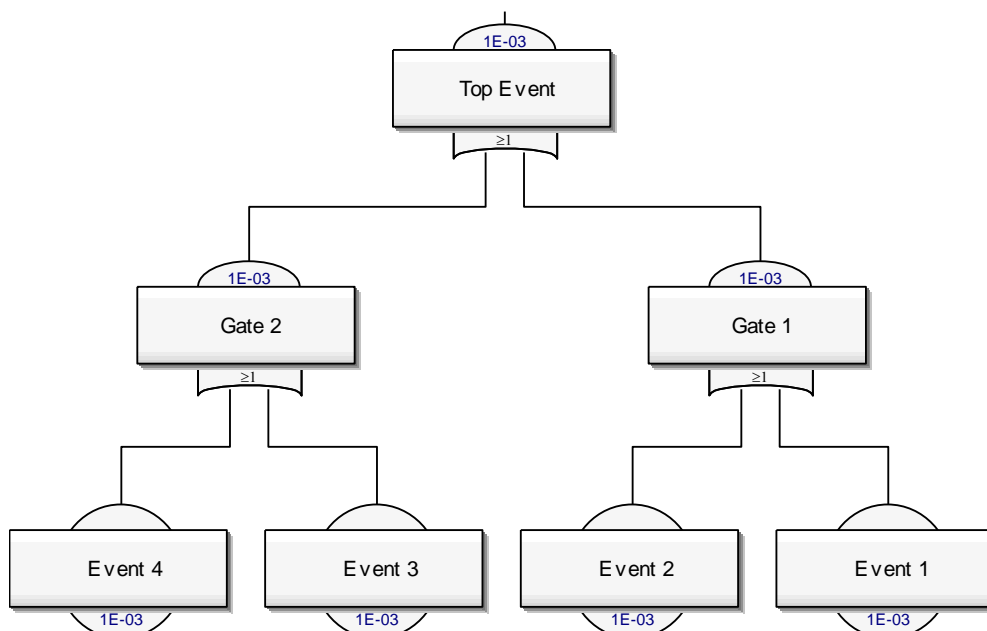 1E-03
Top Event
≥1
1E-03
1E-03
Gate 2
Gate 1
≥1
≥1
Event 4
Event 3
Event 2
Event 1
1E-03
1E-03
1E-03
1E-03